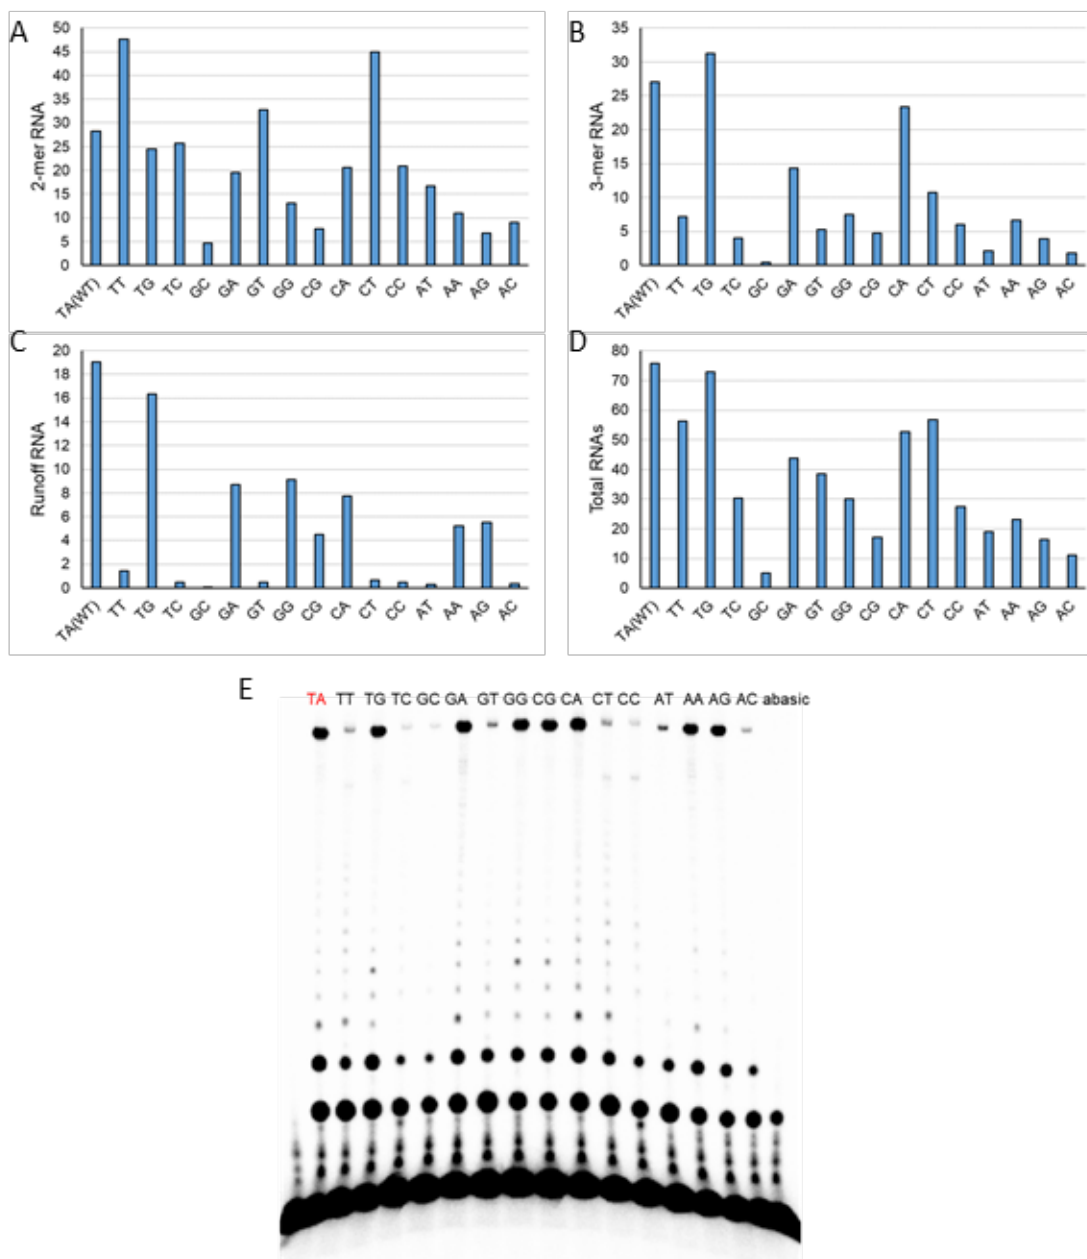 A
2-mer RNA
50
45
40
35
30
25
20
15
10
5
0
TA(WT) TT TG TC GC GA GT GG CG CA CT CC AT AA AG AC
B
3-mer RNA
35
30
25
20
15
10
5
0
TA(WT) TT TG TC GC GA GT GG CG CA CT CC AT AA AG AC
C
Runoff RNA
20
18
16
14
12
10
8
6
4
2
0
TA(WT) TT TG TC GC GA GT GG CG CA CT CC AT AA AG AC
D
Total RNAs
80
70
60
50
40
30
20
10
0
TA(WT) TT TG TC GC GA GT GG CG CA CT CC AT AA AG AC
E
TA TT TG TC GC GA GT GG CG CA CT CC AT AA AG AC abasic